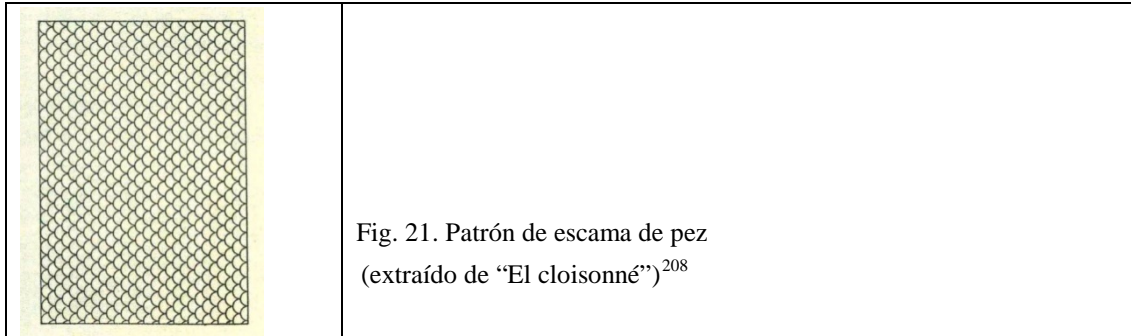 Fig. 21. Patrón de escama de pez
(extraído de “El cloisonné”)208